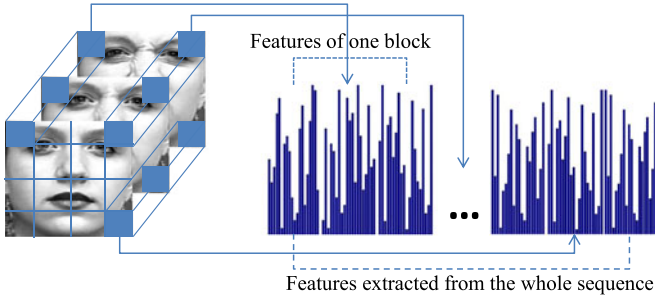 Features of one block
...
Features extracted from the whole sequence